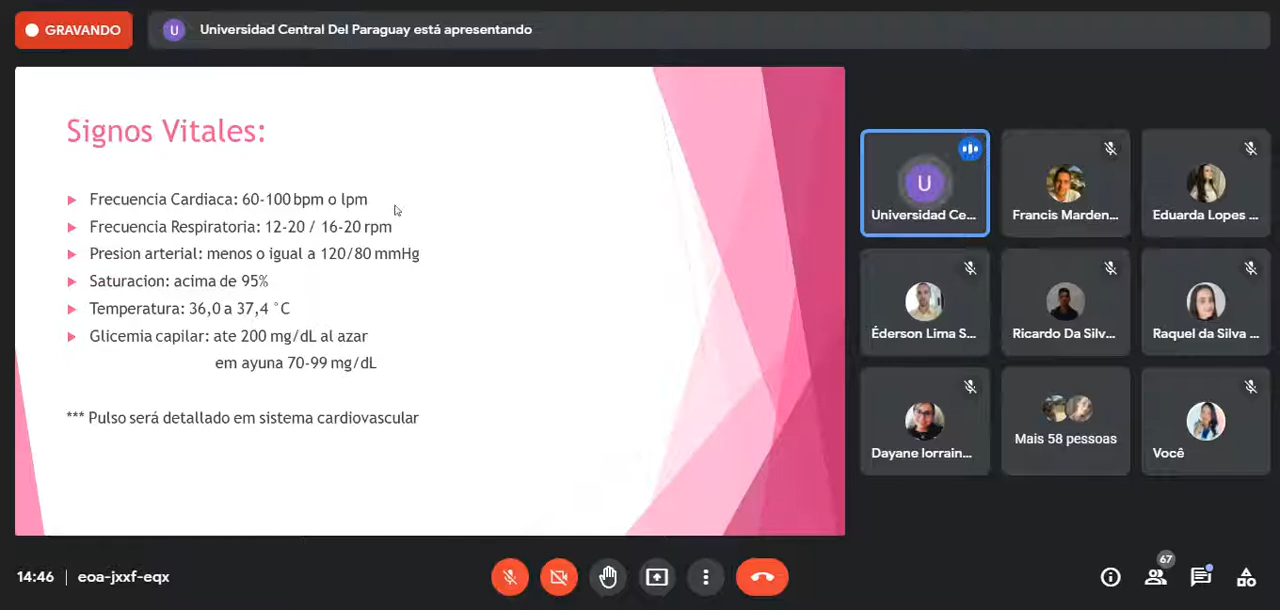 GRAVANDO
U
Universidad Central Del Paraguay está apresentando
Signos Vitales:
Frecuencia Cardiaca: 60-100 bpm o lpm
Frecuencia Respiratoria: 12-20 / 16-20 rpm
Presion arterial: menos o igual a 120/80 mmHg
Saturacion: acima de 95%
Temperatura: 36,0 a 37,4 °C
Glicemia capilar: ate 200 mg/dL al azar
em ayuna 70-99 mg/dL
*** Pulso será detallado em sistema cardiovascular
U
Universidad Ce...
Francis Marden...
Eduarda Lopes ...
Éderson Lima S...
Ricardo Da Silv...
Raquel da Silva ...
Dayane lorrain...
Mais 58 pessoas
Você
14:46 | eoa-jxxf-eqx
67